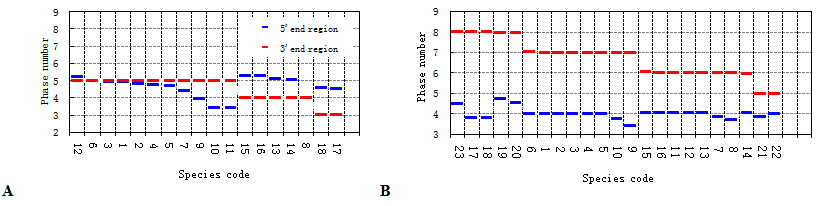 9
8
7
6
5
4
3
2
Phase number
5' end region
3' end region
12 6 3 1 2 4 5 7 9 10 11 15 16 13 14 8 18 17
Species code
A
9
8
7
6
5
4
3
Phase number
23 17 18 19 20 6 1 2 3 4 5 10 9 15 16 12 13 7 8 14 21 22
Species code
B